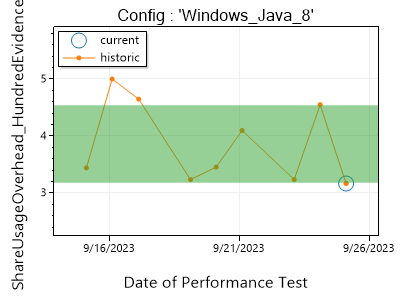 Config : 'Windows_Java_8'
current
historic
ShareUsageOverhead_HundredEvidence
5
4
3
9/16/2023
9/21/2023
9/26/2023
Date of Performance Test